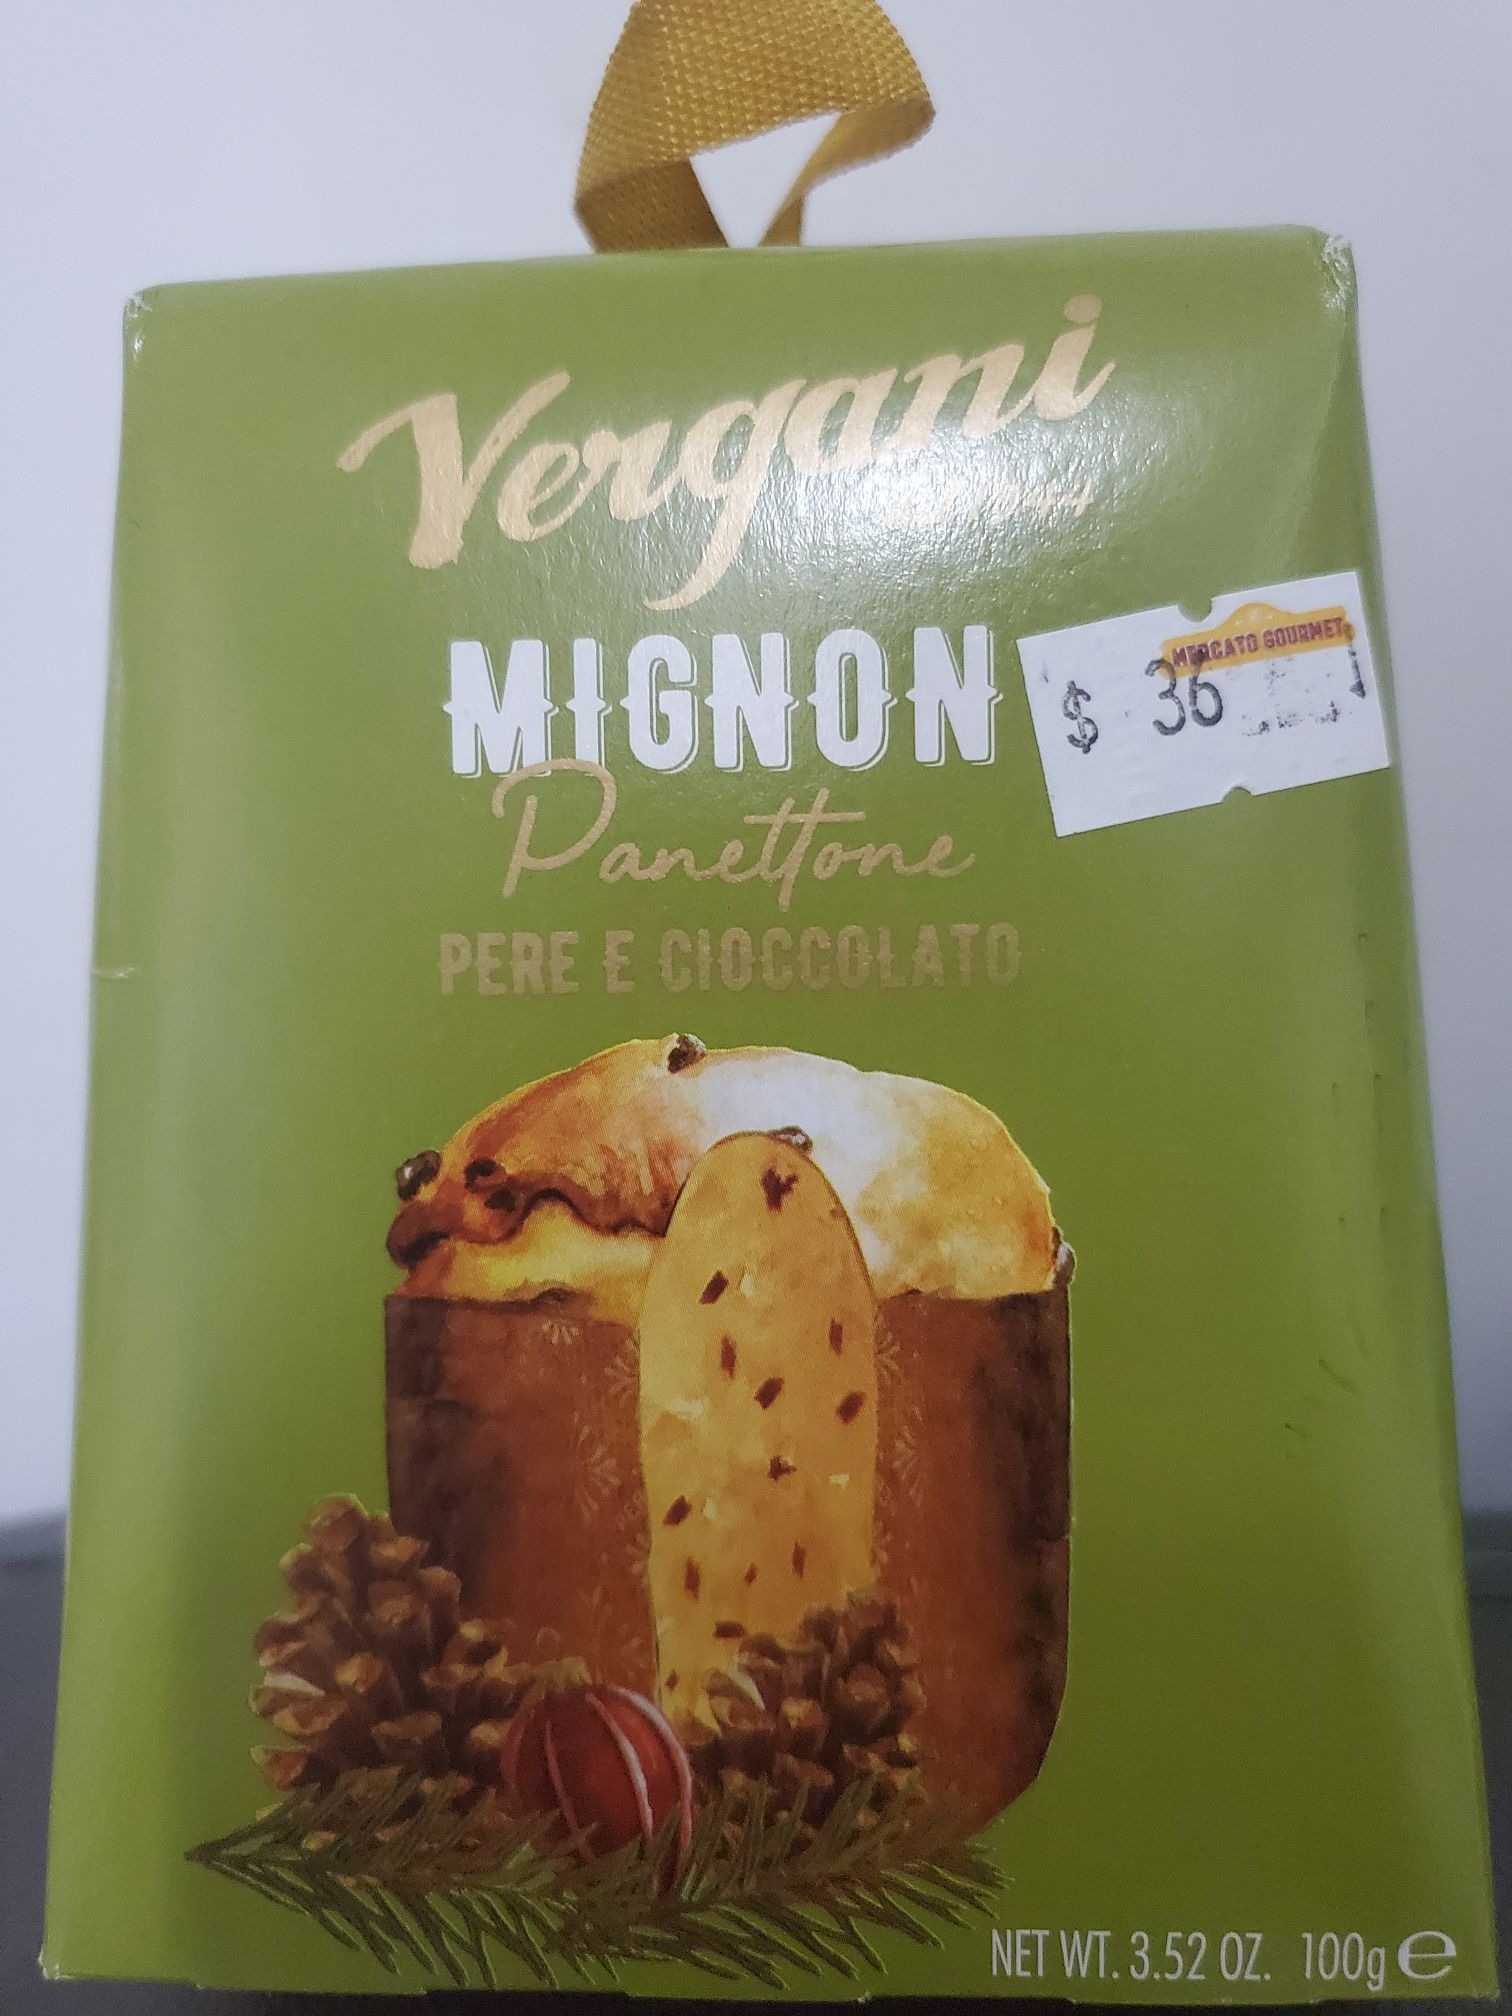 Vergani
MIGNON
MERCATO GOURMET
$ 36
Panettone
PERE E CIOCCOLATO
NET WT. 3.52 OZ. 100g ℮